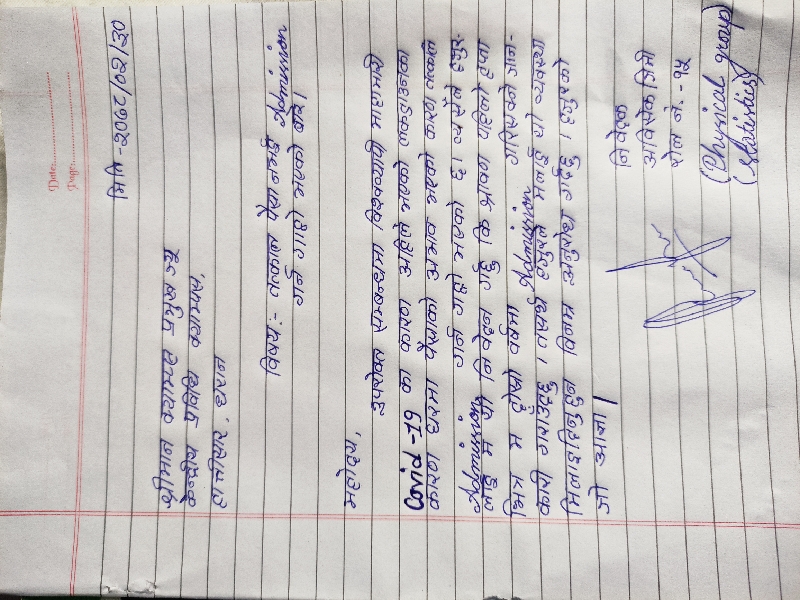 Date:
Page:
मिति -२०७८/०२/३०
श्रीमान क्याम्पस प्रमुख ज्यू
केन्द्रीय प्रविधि क्याम्पस,
हात्तीसार, धरान
विषय:- तत्काल पैसा नभई Admission
गर्न गाह्रो भएको बारे।
महोदय,
उपरोक्त सम्बन्धमा विश्वव्यापी माहामारी
Covid-19 का कारण अहिले भएको लकडाउनका
कारण घरमा पैसाको अभाव भएको कारण तत्काल
Admission गर्न गाह्रो भएको छ। त्यसैले हजुर-
लाई म यो निवेदन गर्दछु कि श्रावण पहिलो हप्ता
भित्र म दोस्रो वर्षमा Admission गरिसक्ने जान-
कारी गराउँदछु। तसर्थ हजुरले मलाई यो व्यवस्था
मिलाइदिनुहुन विनम्र अनुरोध गर्दछु। हजुरको
जो आज्ञा।
निवेदक
अविसेक जिमी
रोल नं. -१५
(Physical group)
(Statistics)